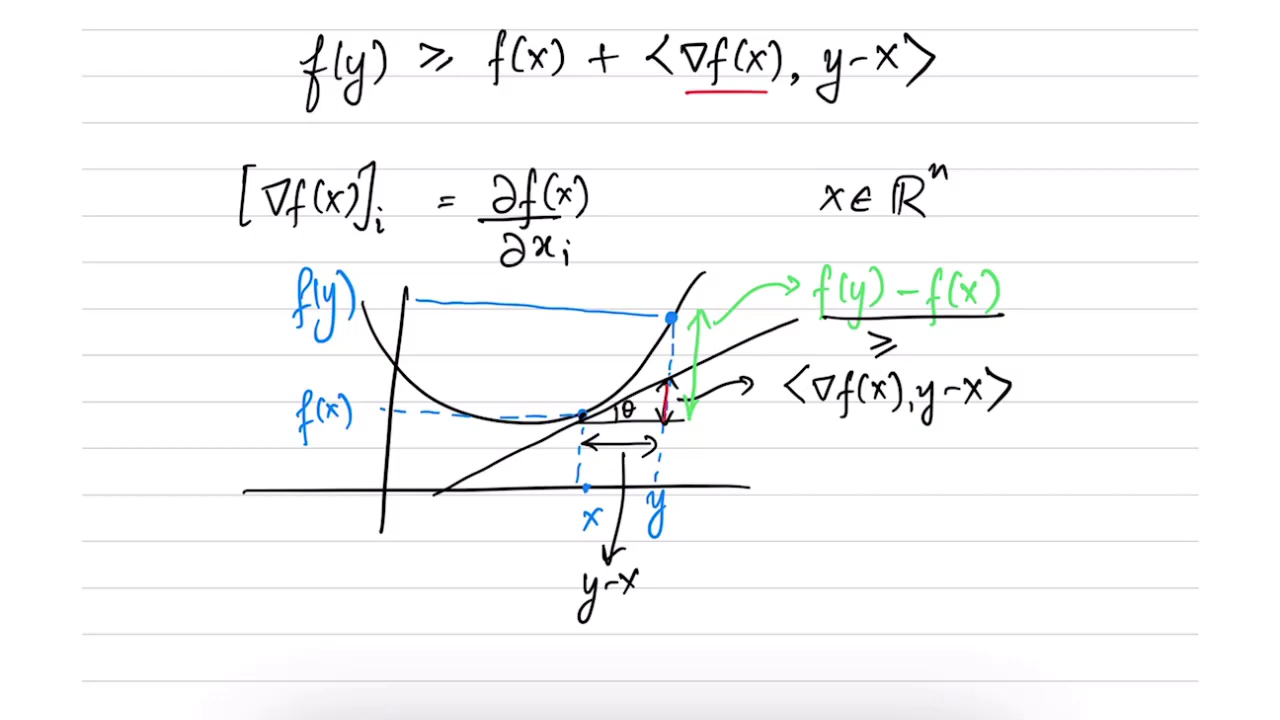 f(y) ⩾ f(x) + ⟨∇f(x), y-x⟩
[∇f(x)]ᵢ = ∂f(x)/∂xᵢ x ∈ ℝⁿ
f(y)
f(y) - f(x)
⩾
⟨∇f(x), y-x⟩
f(x)
θ
x y
y-x